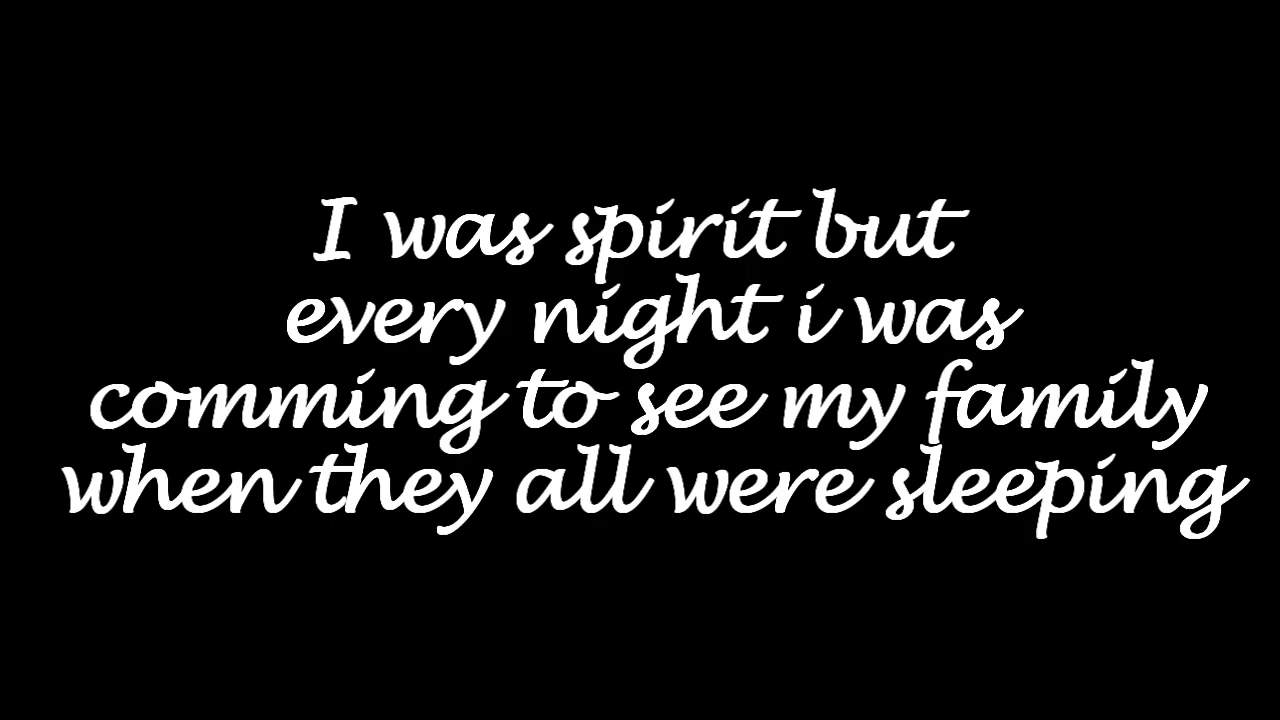 I was spirit but
every night i was
comming to see my family
when they all were sleeping